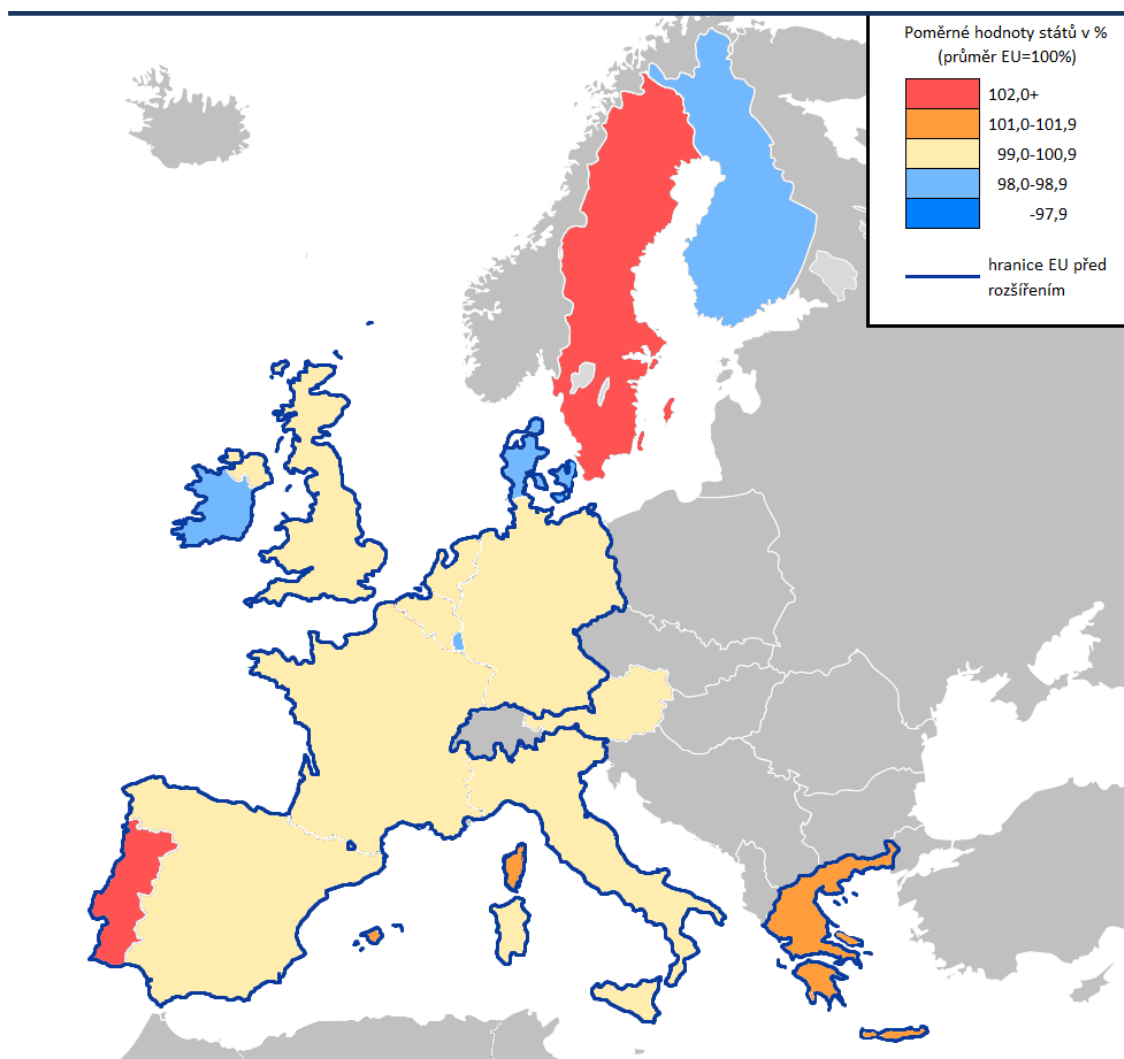 Poměrné hodnoty států v %
(průměr EU=100%)
102,0+
101,0-101,9
99,0-100,9
98,0-98,9
-97,9
hranice EU před
rozšířením